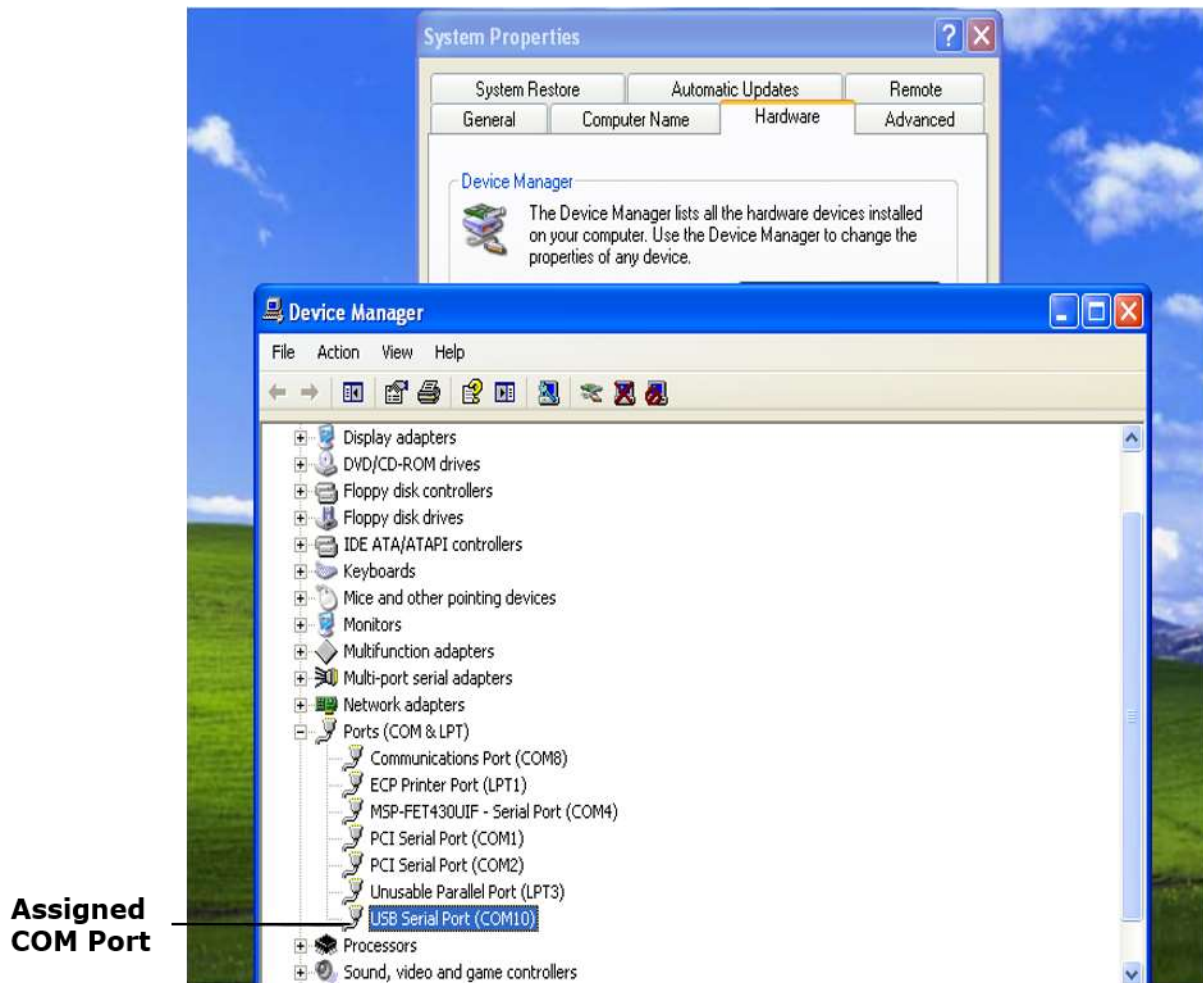 System Properties
System Restore Automatic Updates Remote
General Computer Name Hardware Advanced
Device Manager
The Device Manager lists all the hardware devices installed
on your computer. Use the Device Manager to change the
properties of any device.
Device Manager
File Action View Help
Display adapters
DVD/CD-ROM drives
Floppy disk controllers
Floppy disk drives
IDE ATA/ATAPI controllers
Keyboards
Mice and other pointing devices
Monitors
Multifunction adapters
Multi-port serial adapters
Network adapters
Ports (COM & LPT)
Communications Port (COM8)
ECP Printer Port (LPT1)
MSP-FET430UIF - Serial Port (COM4)
PCI Serial Port (COM1)
PCI Serial Port (COM2)
Unusable Parallel Port (LPT3)
USB Serial Port (COM10)
Processors
Sound, video and game controllers
Assigned
COM Port